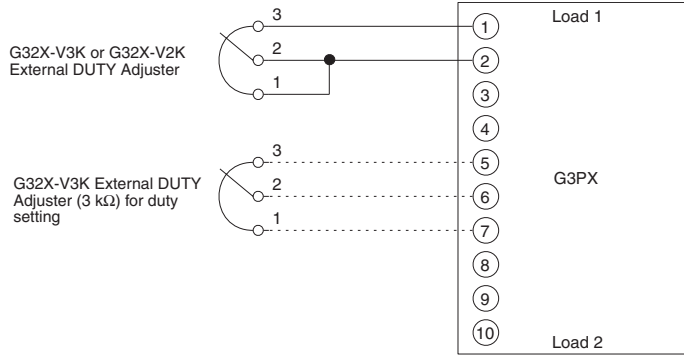 3
G32X-V3K or G32X-V2K
External DUTY Adjuster
2
1
3
G32X-V3K External DUTY
Adjuster (3 kΩ) for duty
setting
2
1
Load 1
1
2
3
4
5
G3PX
6
7
8
9
10
Load 2